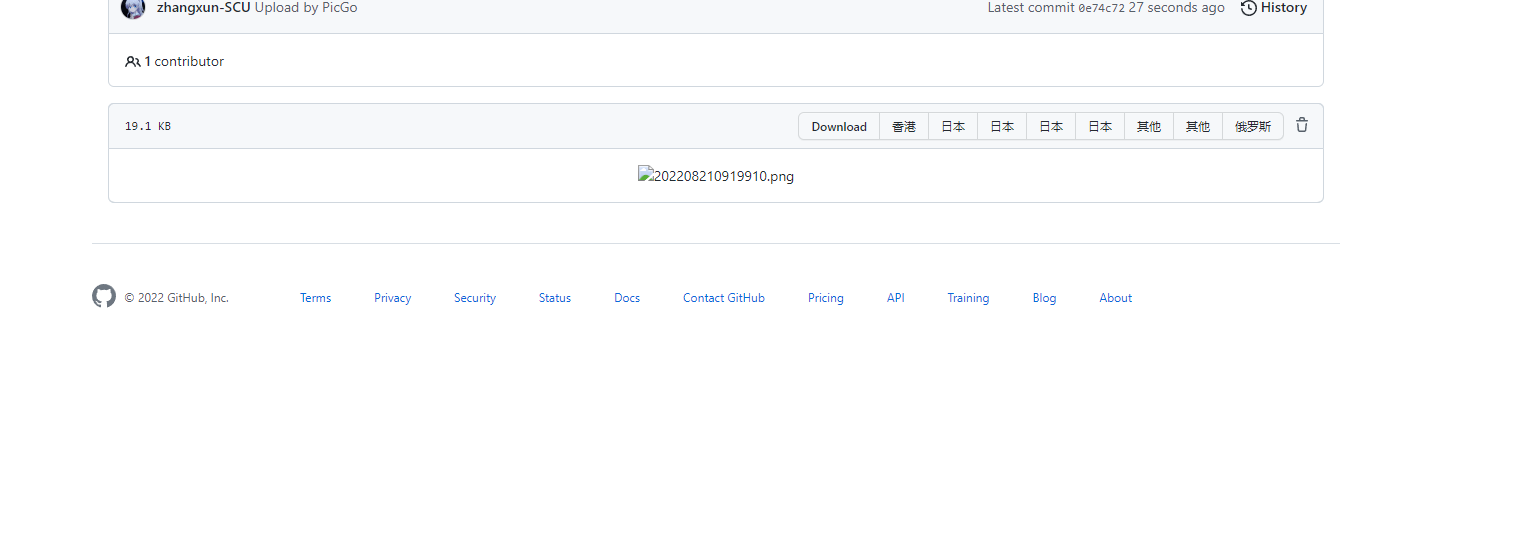 zhangxun-SCU Upload by PicGo Latest commit 0e74c72 27 seconds ago History
1 contributor
19.1 KB Download 香港 日本 日本 日本 日本 其他 其他 俄罗斯
202208210919910.png
© 2022 GitHub, Inc. Terms Privacy Security Status Docs Contact GitHub Pricing API Training Blog About